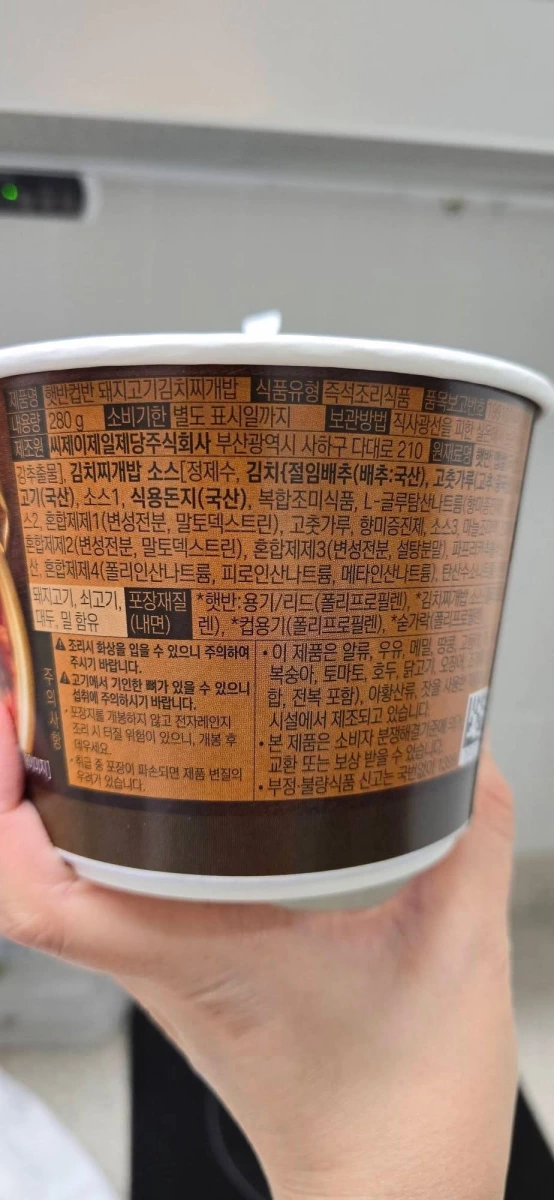 제품명 햇반컵반 돼지고기김치찌개밥 식품유형 즉석조리식품 품목보고번호
내용량 280 g 소비기한 별도 표시일까지 보관방법 직사광선을 피한
제조원 씨제이제일제당주식회사 부산광역시 사하구 다대로 210 원재료명
김치찌개밥 소스[정제수, 김치{절임배추(배추:국산), 고춧가루
고기(국산), 소스1, 식용돈지(국산), 복합조미식품, L-글루탐산나트륨
혼합제제1(변성전분, 말토덱스트린), 고춧가루, 향미증진제, 소스3,
혼합제제2(변성전분, 말토덱스트린), 혼합제제3(변성전분, 설탕분말),
산 혼합제제4(폴리인산나트륨, 피로인산나트륨, 메타인산나트륨),
돼지고기, 쇠고기,
대두, 밀 함유
포장재질
(내면)
*햇반:용기/리드(폴리프로필렌), *김치찌개밥
렌), *컵용기(폴리프로필렌), *숟가락
주의사항
조리시 화상을 입을 수 있으니 주의하여
주시기 바랍니다.
고기에서 기인한 뼈가 있을 수 있으니
섭취에 주의하시기 바랍니다.
포장지를 개봉하지 않고 전자레인지
조리 시 터질 위험이 있으니, 개봉 후
데우세요.
취급 중 포장이 파손되면 제품 변질의
우려가 있습니다.
• 이 제품은 알류, 우유, 메밀, 땅콩,
복숭아, 토마토, 호두, 닭고기,
합, 전복 포함), 아황산류, 잣을
시설에서 제조되고 있습니다.
• 본 제품은 소비자 분쟁해결기준에
교환 또는 보상 받을 수 있습니다.
• 부정·불량식품 신고는 국번없이